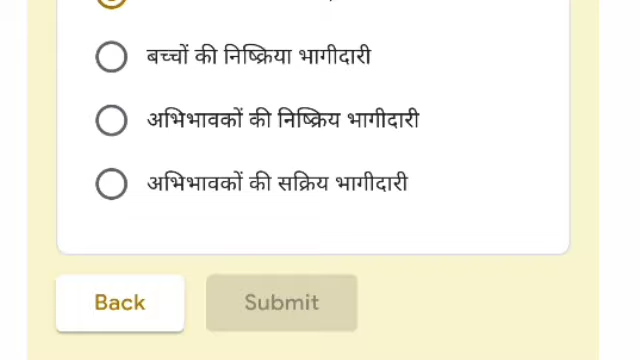 बच्चों की निष्क्रिया भागीदारी
अभिभावकों की निष्क्रिय भागीदारी
अभिभावकों की सक्रिय भागीदारी
Back
Submit